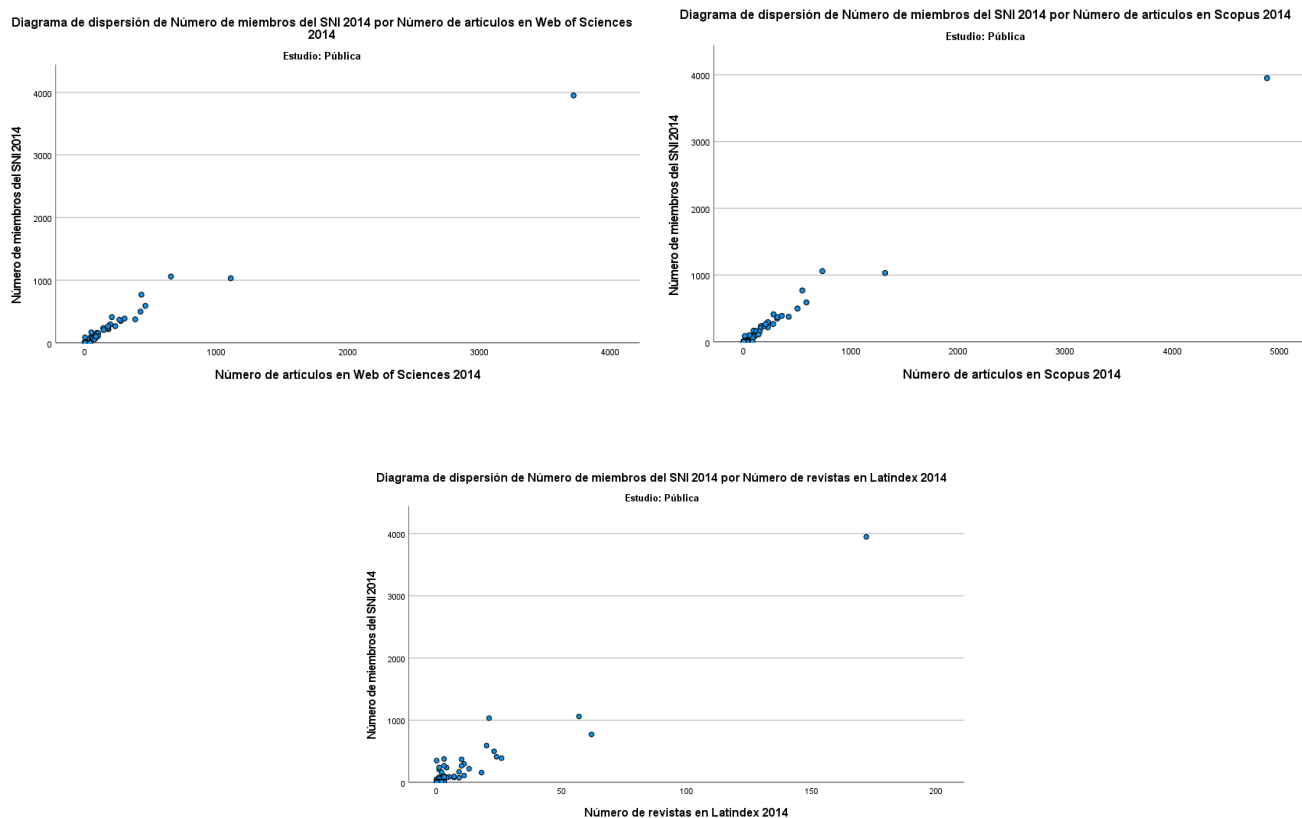 Diagrama de dispersión de Número de miembros del SNI 2014 por Número de artículos en Web of Sciences
2014
Estudio: Pública
Número de miembros del SNI 2014
4000
3000
2000
1000
0
0 1000 2000 3000 4000
Número de artículos en Web of Sciences 2014
Diagrama de dispersión de Número de miembros del SNI 2014 por Número de artículos en Scopus 2014
Estudio: Pública
Número de miembros del SNI 2014
4000
3000
2000
1000
0
0 1000 2000 3000 4000 5000
Número de artículos en Scopus 2014
Diagrama de dispersión de Número de miembros del SNI 2014 por Número de revistas en Latindex 2014
Estudio: Pública
Número de miembros del SNI 2014
4000
3000
2000
1000
0
0 50 100 150 200
Número de revistas en Latindex 2014